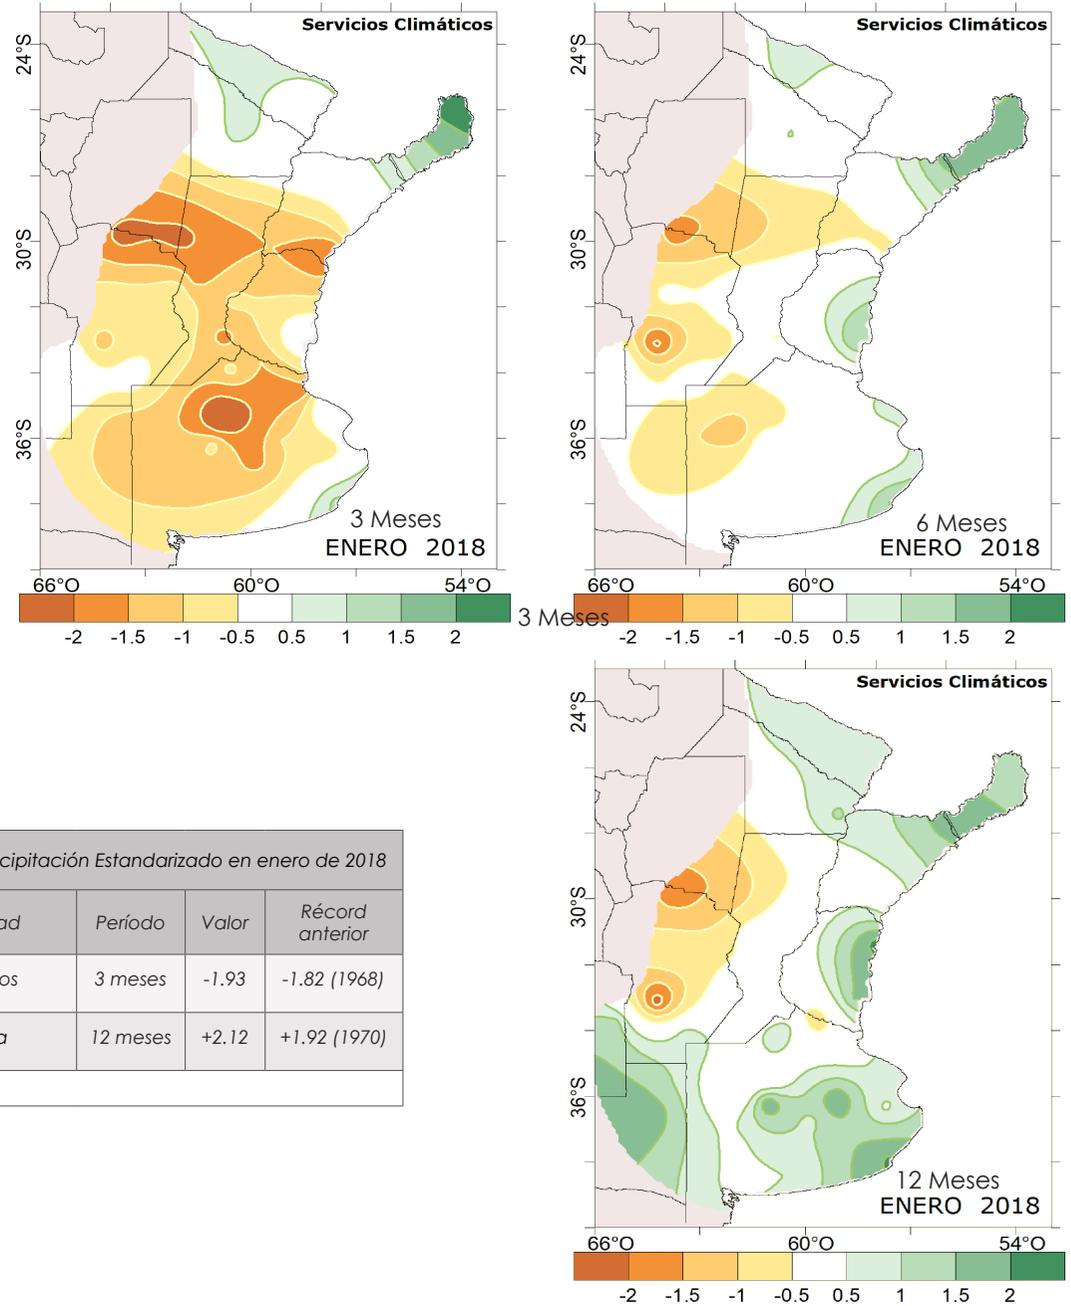 Servicios Climáticos
24°S
30°S
36°S
3 Meses
ENERO 2018
66°O 60°O 54°O
-2 -1.5 -1 -0.5 0.5 1 1.5 2
Servicios Climáticos
24°S
30°S
36°S
6 Meses
ENERO 2018
66°O 60°O 54°O
3 Meses
-2 -1.5 -1 -0.5 0.5 1 1.5 2
cipitación Estandarizado en enero de 2018
ad Período Valor Récord
anterior
os 3 meses -1.93 -1.82 (1968)
a 12 meses +2.12 +1.92 (1970)
Servicios Climáticos
24°S
30°S
36°S
12 Meses
ENERO 2018
66°O 60°O 54°O
-2 -1.5 -1 -0.5 0.5 1 1.5 2